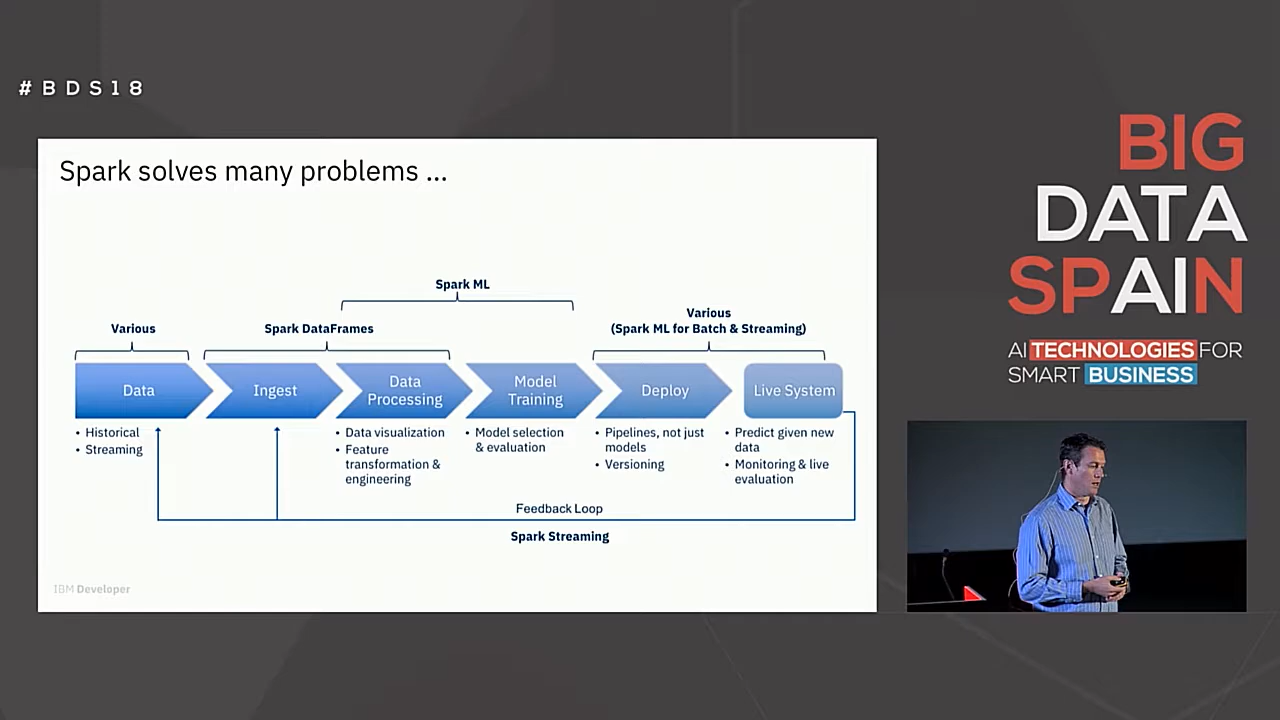 #BDS18
Spark solves many problems ...
Spark ML
Various
Spark DataFrames
Various
(Spark ML for Batch & Streaming)
Data
Ingest
Data
Processing
Model
Training
Deploy
Live System
• Historical
• Streaming
• Data visualization
• Feature
transformation &
engineering
• Model selection
& evaluation
• Pipelines, not just
models
• Versioning
• Predict given new
data
• Monitoring & live
evaluation
Feedback Loop
Spark Streaming
IBM Developer
BIG
DATA
SPAIN
AI TECHNOLOGIES FOR
SMART BUSINESS